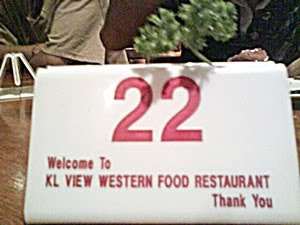 22
Welcome To
KL VIEW WESTERN FOOD RESTAURANT
Thank You